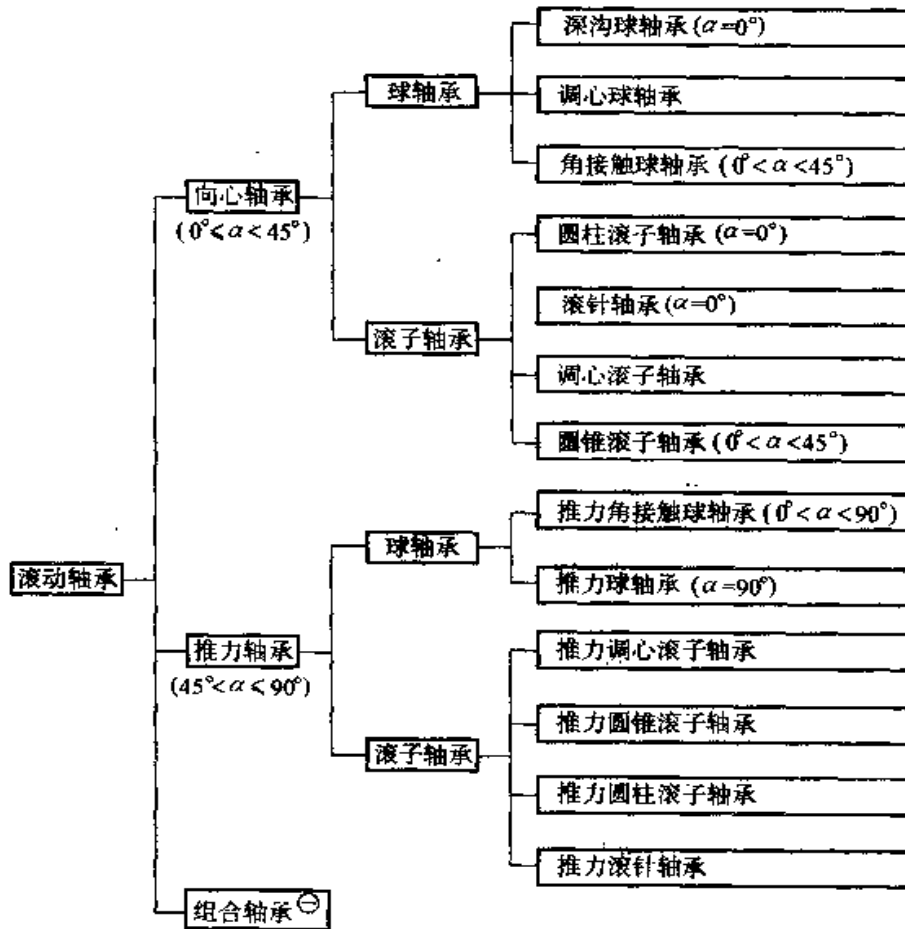 深沟球轴承 (α=0°)
球轴承
调心球轴承
角接触球轴承 (0°<α<45°)
向心轴承
(0°⩽α<45°)
圆柱滚子轴承 (α=0°)
滚针轴承 (α=0°)
滚子轴承
调心滚子轴承
圆锥滚子轴承 (0°<α<45°)
推力角接触球轴承 (0°<α<90°)
球轴承
滚动轴承
推力球轴承 (α=90°)
推力轴承
(45°<α⩽90°)
推力调心滚子轴承
推力圆锥滚子轴承
滚子轴承
推力圆柱滚子轴承
推力滚针轴承
组合轴承㊀